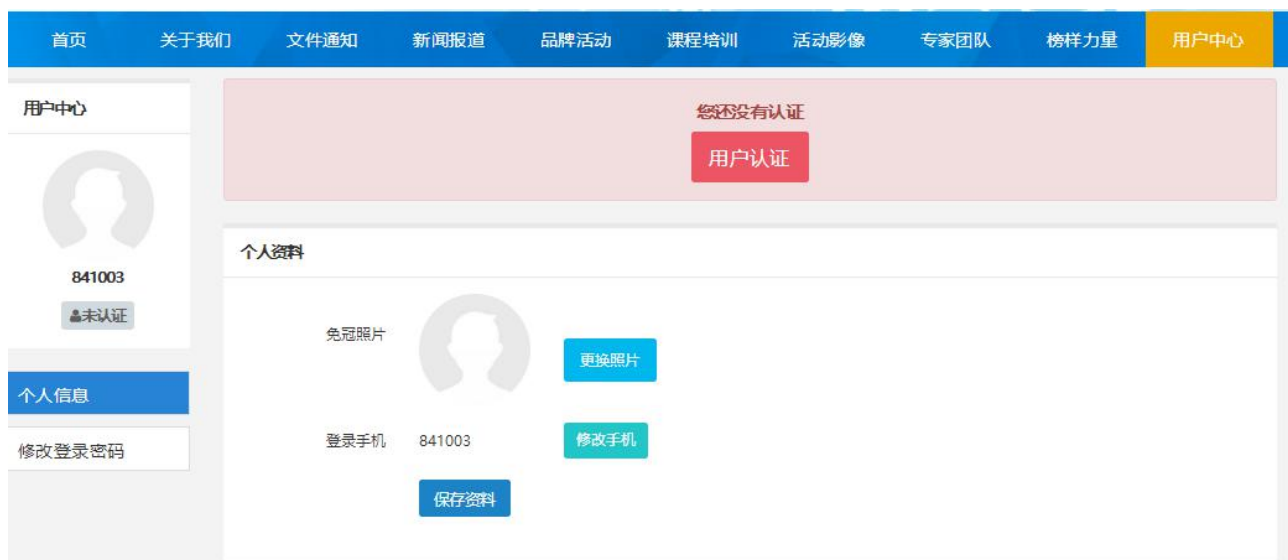 首页 关于我们 文件通知 新闻报道 品牌活动 课程培训 活动影像 专家团队 榜样力量 用户中心
用户中心
841003
未认证
个人信息
修改登录密码
您还没有认证
用户认证
个人资料
免冠照片
更换照片
登录手机 841003 修改手机
保存资料